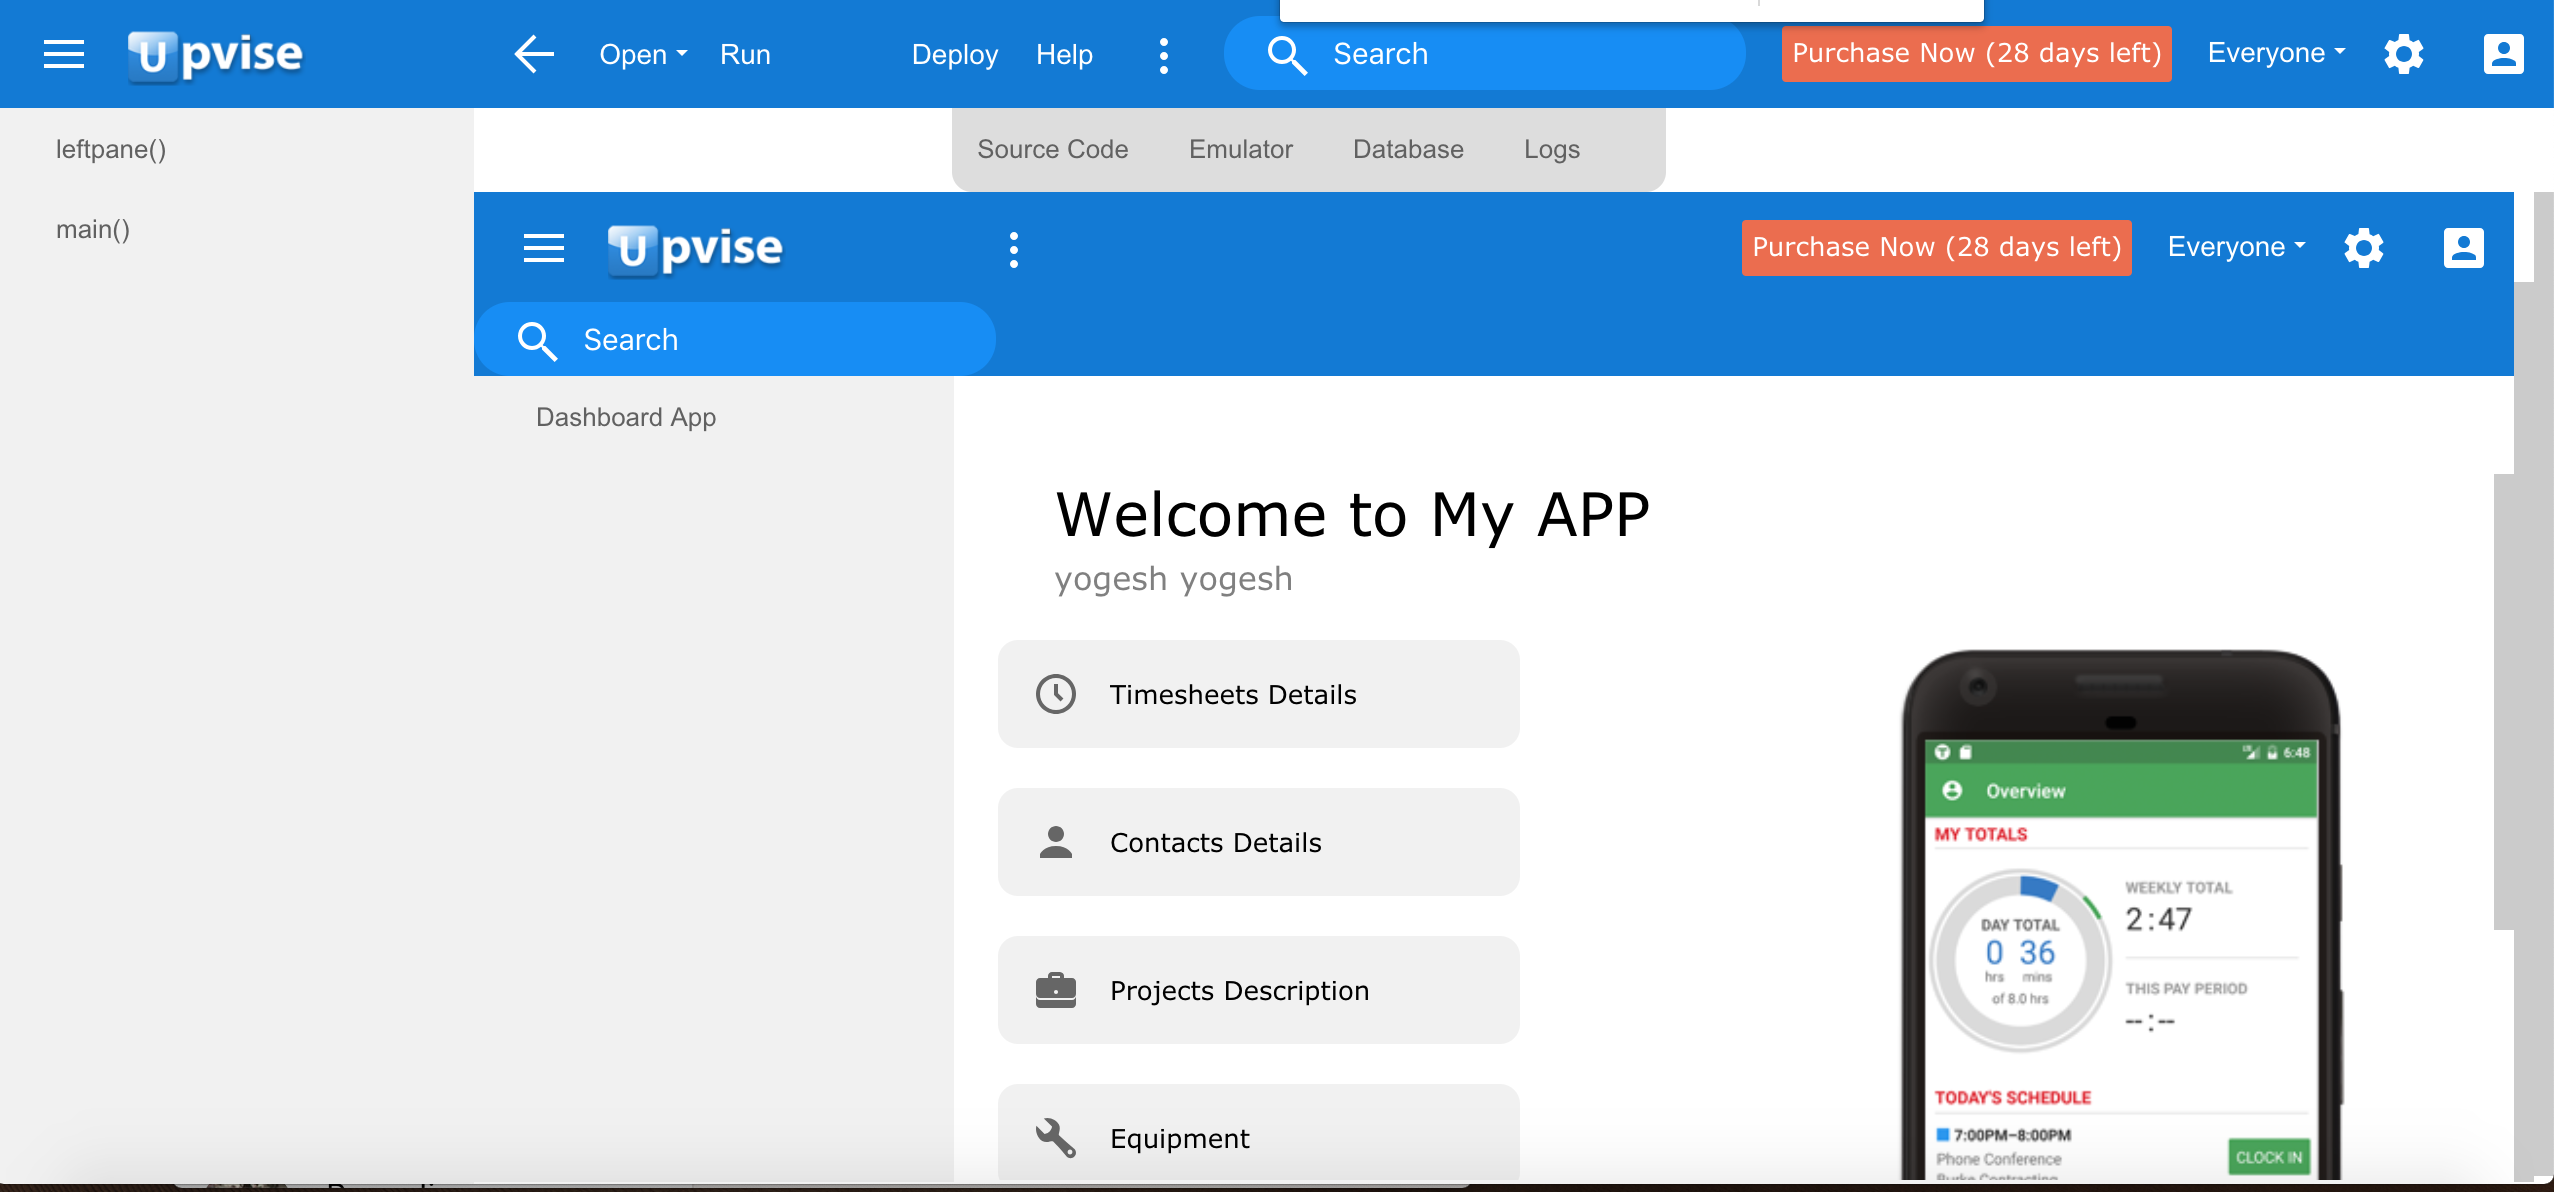 Upvise
Open Run Deploy Help Search Purchase Now (28 days left) Everyone
leftpane()
main()
Source Code Emulator Database Logs
Upvise Purchase Now (28 days left) Everyone
Search
Dashboard App
Welcome to My APP
yogesh yogesh
Timesheets Details
Contacts Details
Projects Description
Equipment
6:48
Overview
MY TOTALS
DAY TOTAL
0 36
hrs mins
of 8.0 hrs
WEEKLY TOTAL
2:47
THIS PAY PERIOD
--:--
TODAY'S SCHEDULE
7:00PM–8:00PM
Phone Conference
CLOCK IN
Burke Contracting